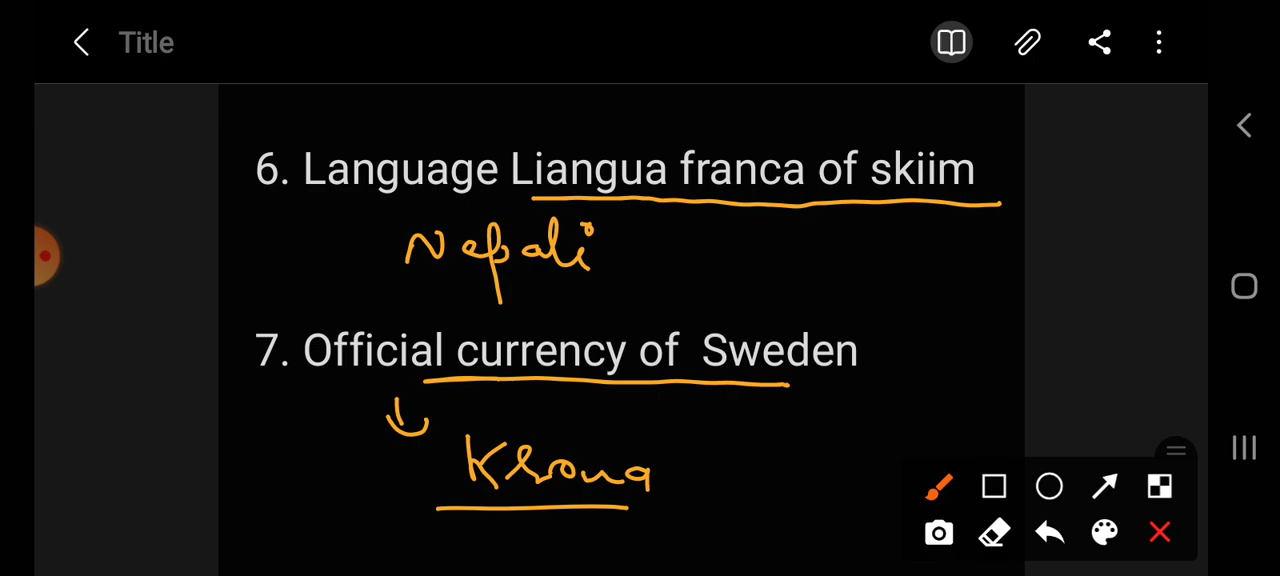 Title
6. Language Liangua franca of skiim
Nepali
7. Official currency of Sweden
Krona